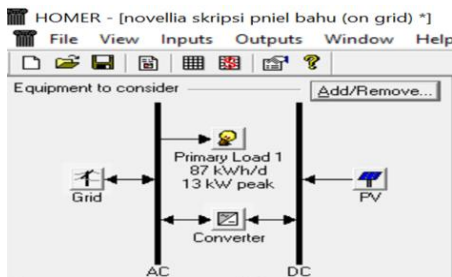 HOMER - [novellia skripsi pniel bahu (on grid) *]
File View Inputs Outputs Window Help
Equipment to consider Add/Remove...
Primary Load 1
87 kWh/d
13 kW peak
Grid
PV
Converter
AC DC